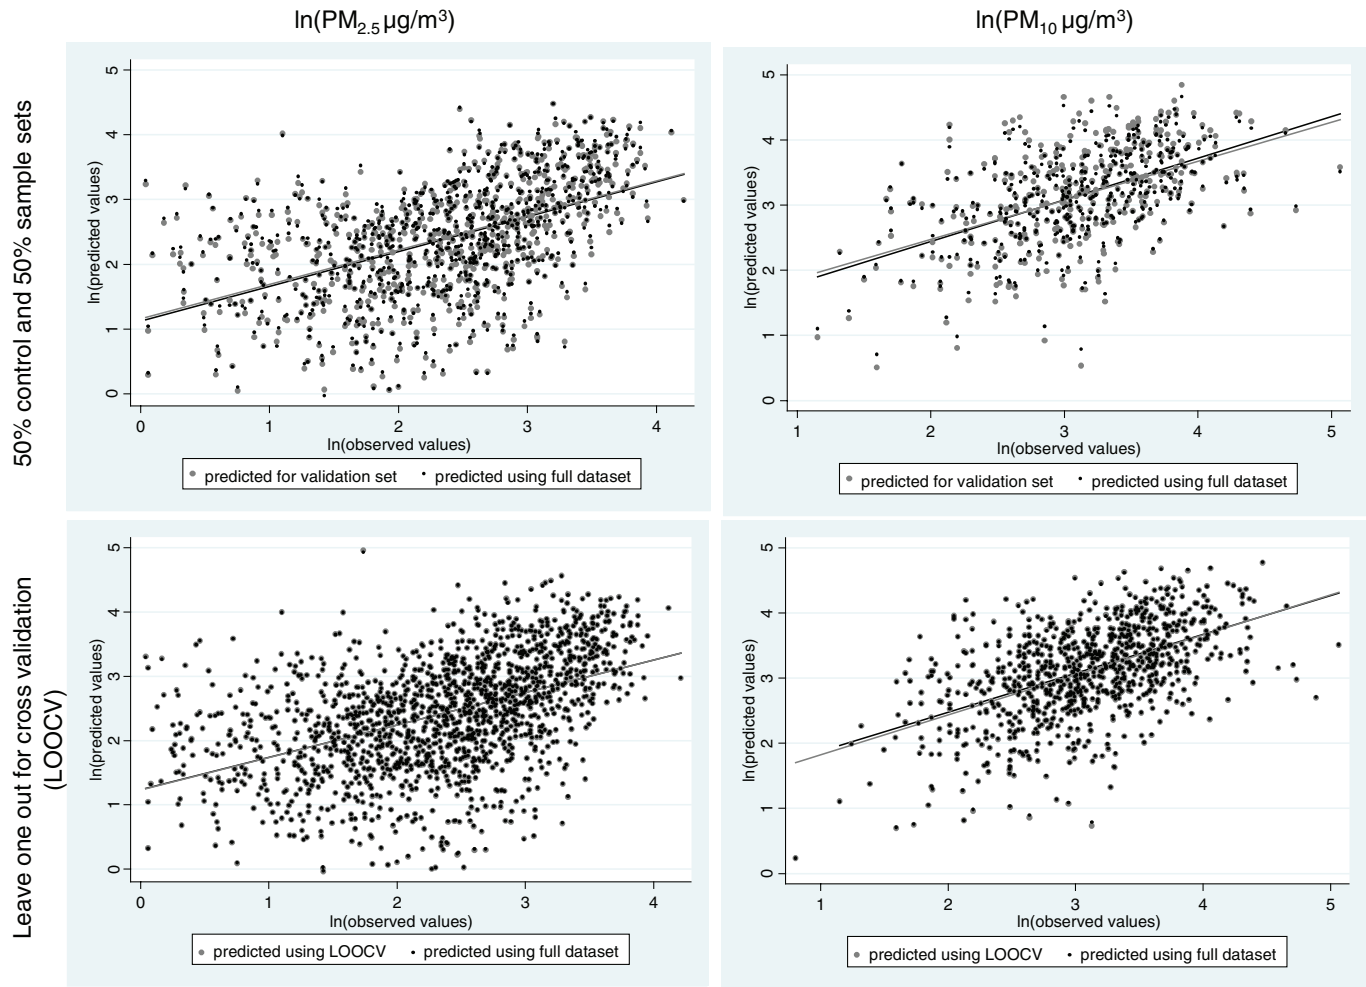 ln(PM2.5 µg/m3)
ln(PM10 µg/m3)
50% control and 50% sample sets
ln(predicted values)
5
4
3
2
1
0
0 1 2 3 4
ln(observed values)
predicted for validation set predicted using full dataset
ln(predicted values)
5
4
3
2
1
0
1 2 3 4 5
ln(observed values)
predicted for validation set predicted using full dataset
Leave one out for cross validation
(LOOCV)
ln(predicted values)
5
4
3
2
1
0
0 1 2 3 4
ln(observed values)
predicted using LOOCV predicted using full dataset
ln(predicted values)
5
4
3
2
1
0
1 2 3 4 5
ln(observed values)
predicted using LOOCV predicted using full dataset